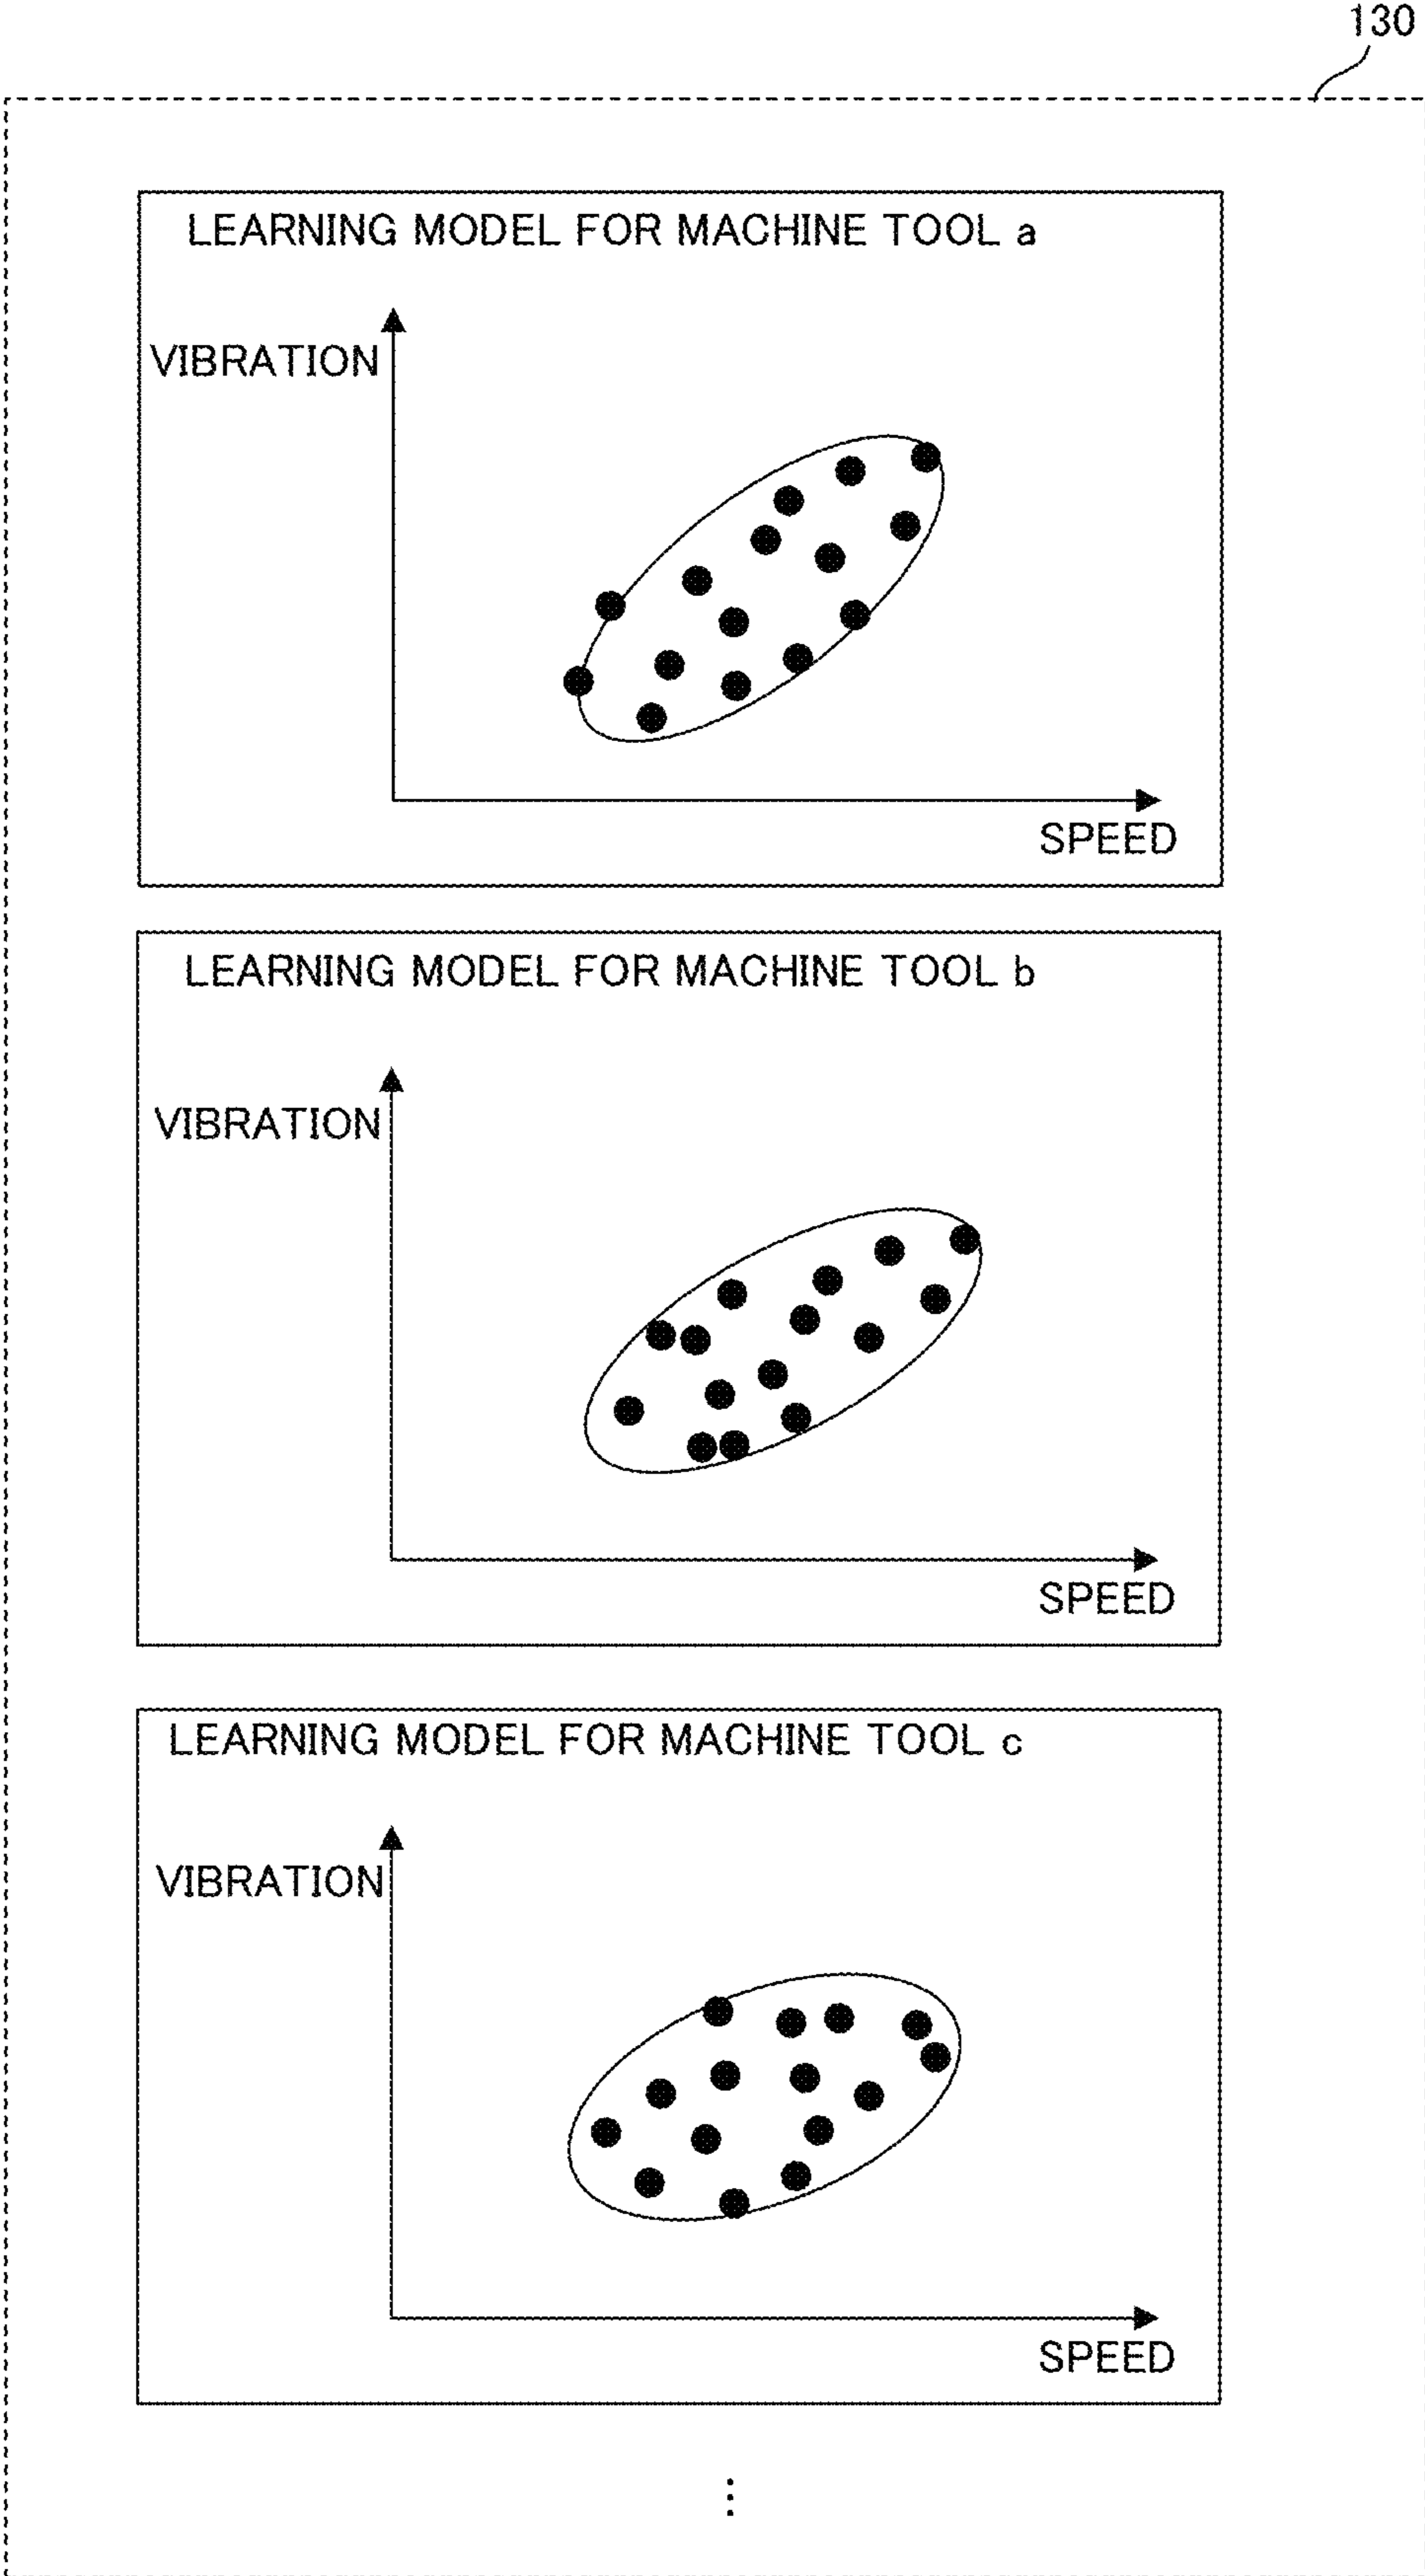 130
LEARNING MODEL FOR MACHINE TOOL a
VIBRATION
SPEED
LEARNING MODEL FOR MACHINE TOOL b
VIBRATION
SPEED
LEARNING MODEL FOR MACHINE TOOL c
VIBRATION
SPEED
⋮